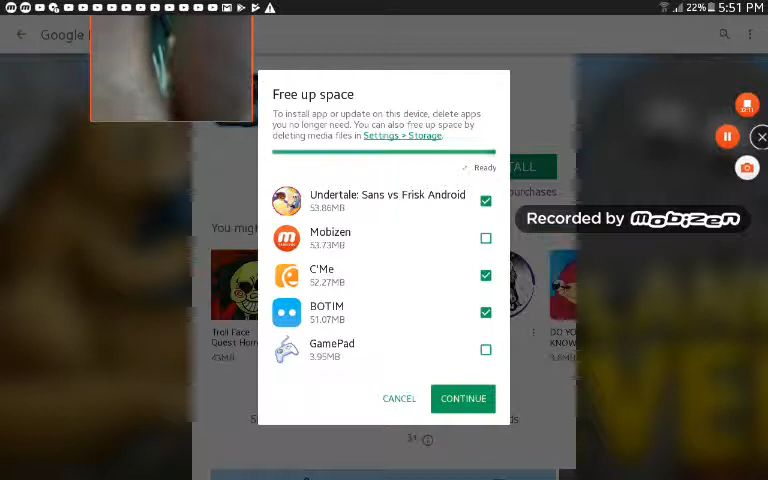 22% 5:51 PM
Google
Free up space
To install app or update on this device, delete apps
you no longer need. You can also free up space by
deleting media files in Settings > Storage.
Ready
Undertale: Sans vs Frisk Android
53.86MB
Mobizen
53.73MB
C'Me
52.27MB
BOTIM
51.07MB
GamePad
3.95MB
CANCEL CONTINUE
Recorded by mobizen
You might
Troll Face
Quest Horr
3+